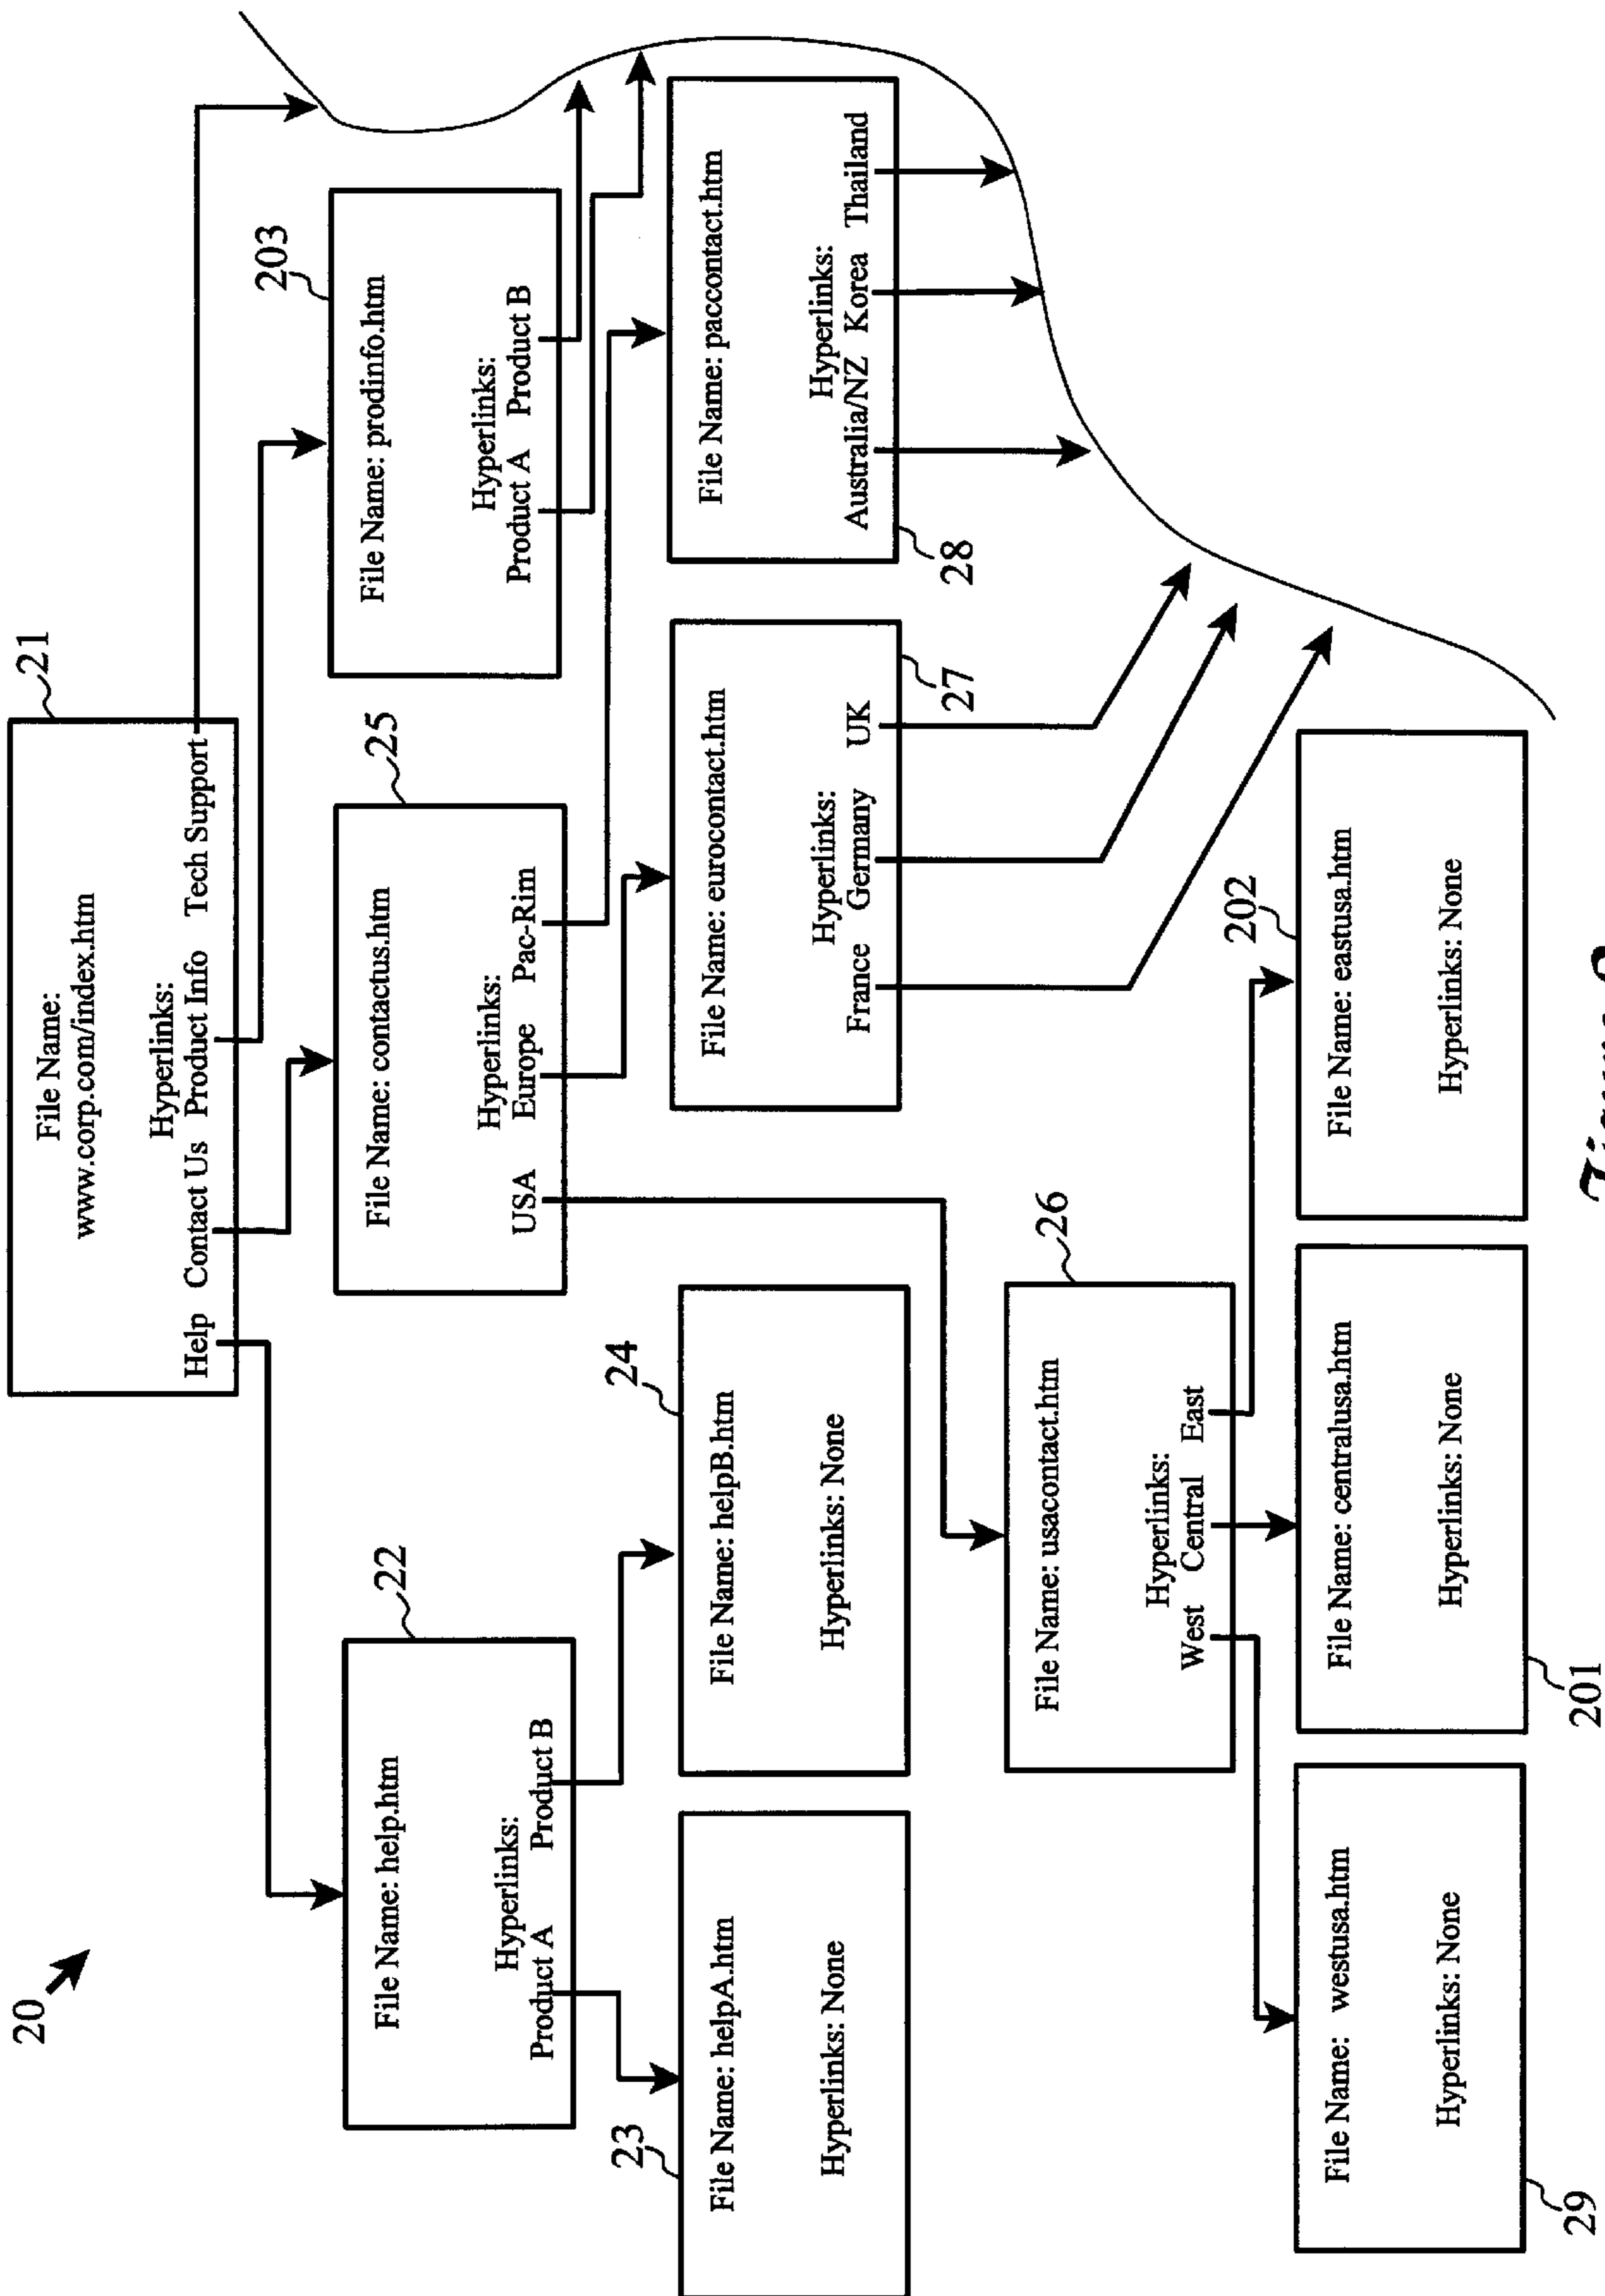 20
21
File Name:
www.corp.com/index.htm
Hyperlinks:
Help Contact Us Product Info Tech Support
22
File Name: help.htm
Hyperlinks:
Product A Product B
25
File Name: contactus.htm
Hyperlinks:
USA Europe Pac-Rim
203
File Name: prodinfo.htm
Hyperlinks:
Product A Product B
23
File Name: helpA.htm
Hyperlinks: None
24
File Name: helpB.htm
Hyperlinks: None
File Name: eurocontact.htm
Hyperlinks:
France Germany UK
27
File Name: paccontact.htm
Hyperlinks:
Australia/NZ Korea Thailand
28
26
File Name: usacontact.htm
Hyperlinks:
West Central East
File Name: westusa.htm
Hyperlinks: None
29
File Name: centralusa.htm
Hyperlinks: None
201
202
File Name: eastusa.htm
Hyperlinks: None